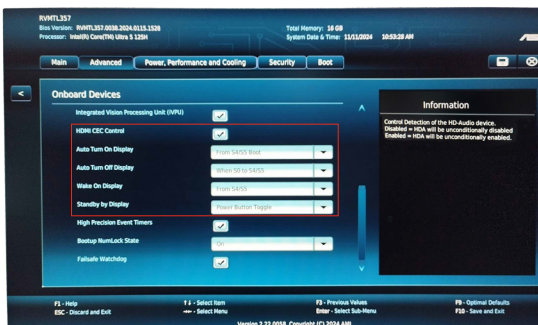 RVMTL357
Bios Version: RVMTL357.0038.2024.0115.1526
Processor: Intel(R) Core(TM) Ultra 5 125H
Total Memory: 16 GB
System Date & Time: 11/11/2024 10:53:28 AM
Main Advanced Power, Performance and Cooling Security Boot
Onboard Devices
Integrated Vision Processing Unit (IVPU)
HDMI CEC Control
Auto Turn On Display From S4/S5 Boot
Auto Turn Off Display When S0 to S4/S5
Wake On Display From S4/S5
Standby by Display Power Button Toggle
High Precision Event Timers
Bootup NumLock State On
Failsafe Watchdog
Information
Control Detection of the HD-Audio device.
Disabled = HDA will be unconditionally disabled
Enabled = HDA will be unconditionally enabled.
F1 - Help
ESC - Discard and Exit
↑↓ - Select Item
→← - Select Menu
F3 - Previous Values
Enter - Select Sub-Menu
F9 - Optimal Defaults
F10 - Save and Exit
Version 2.22.0058. Copyright (C) 2024 AMI